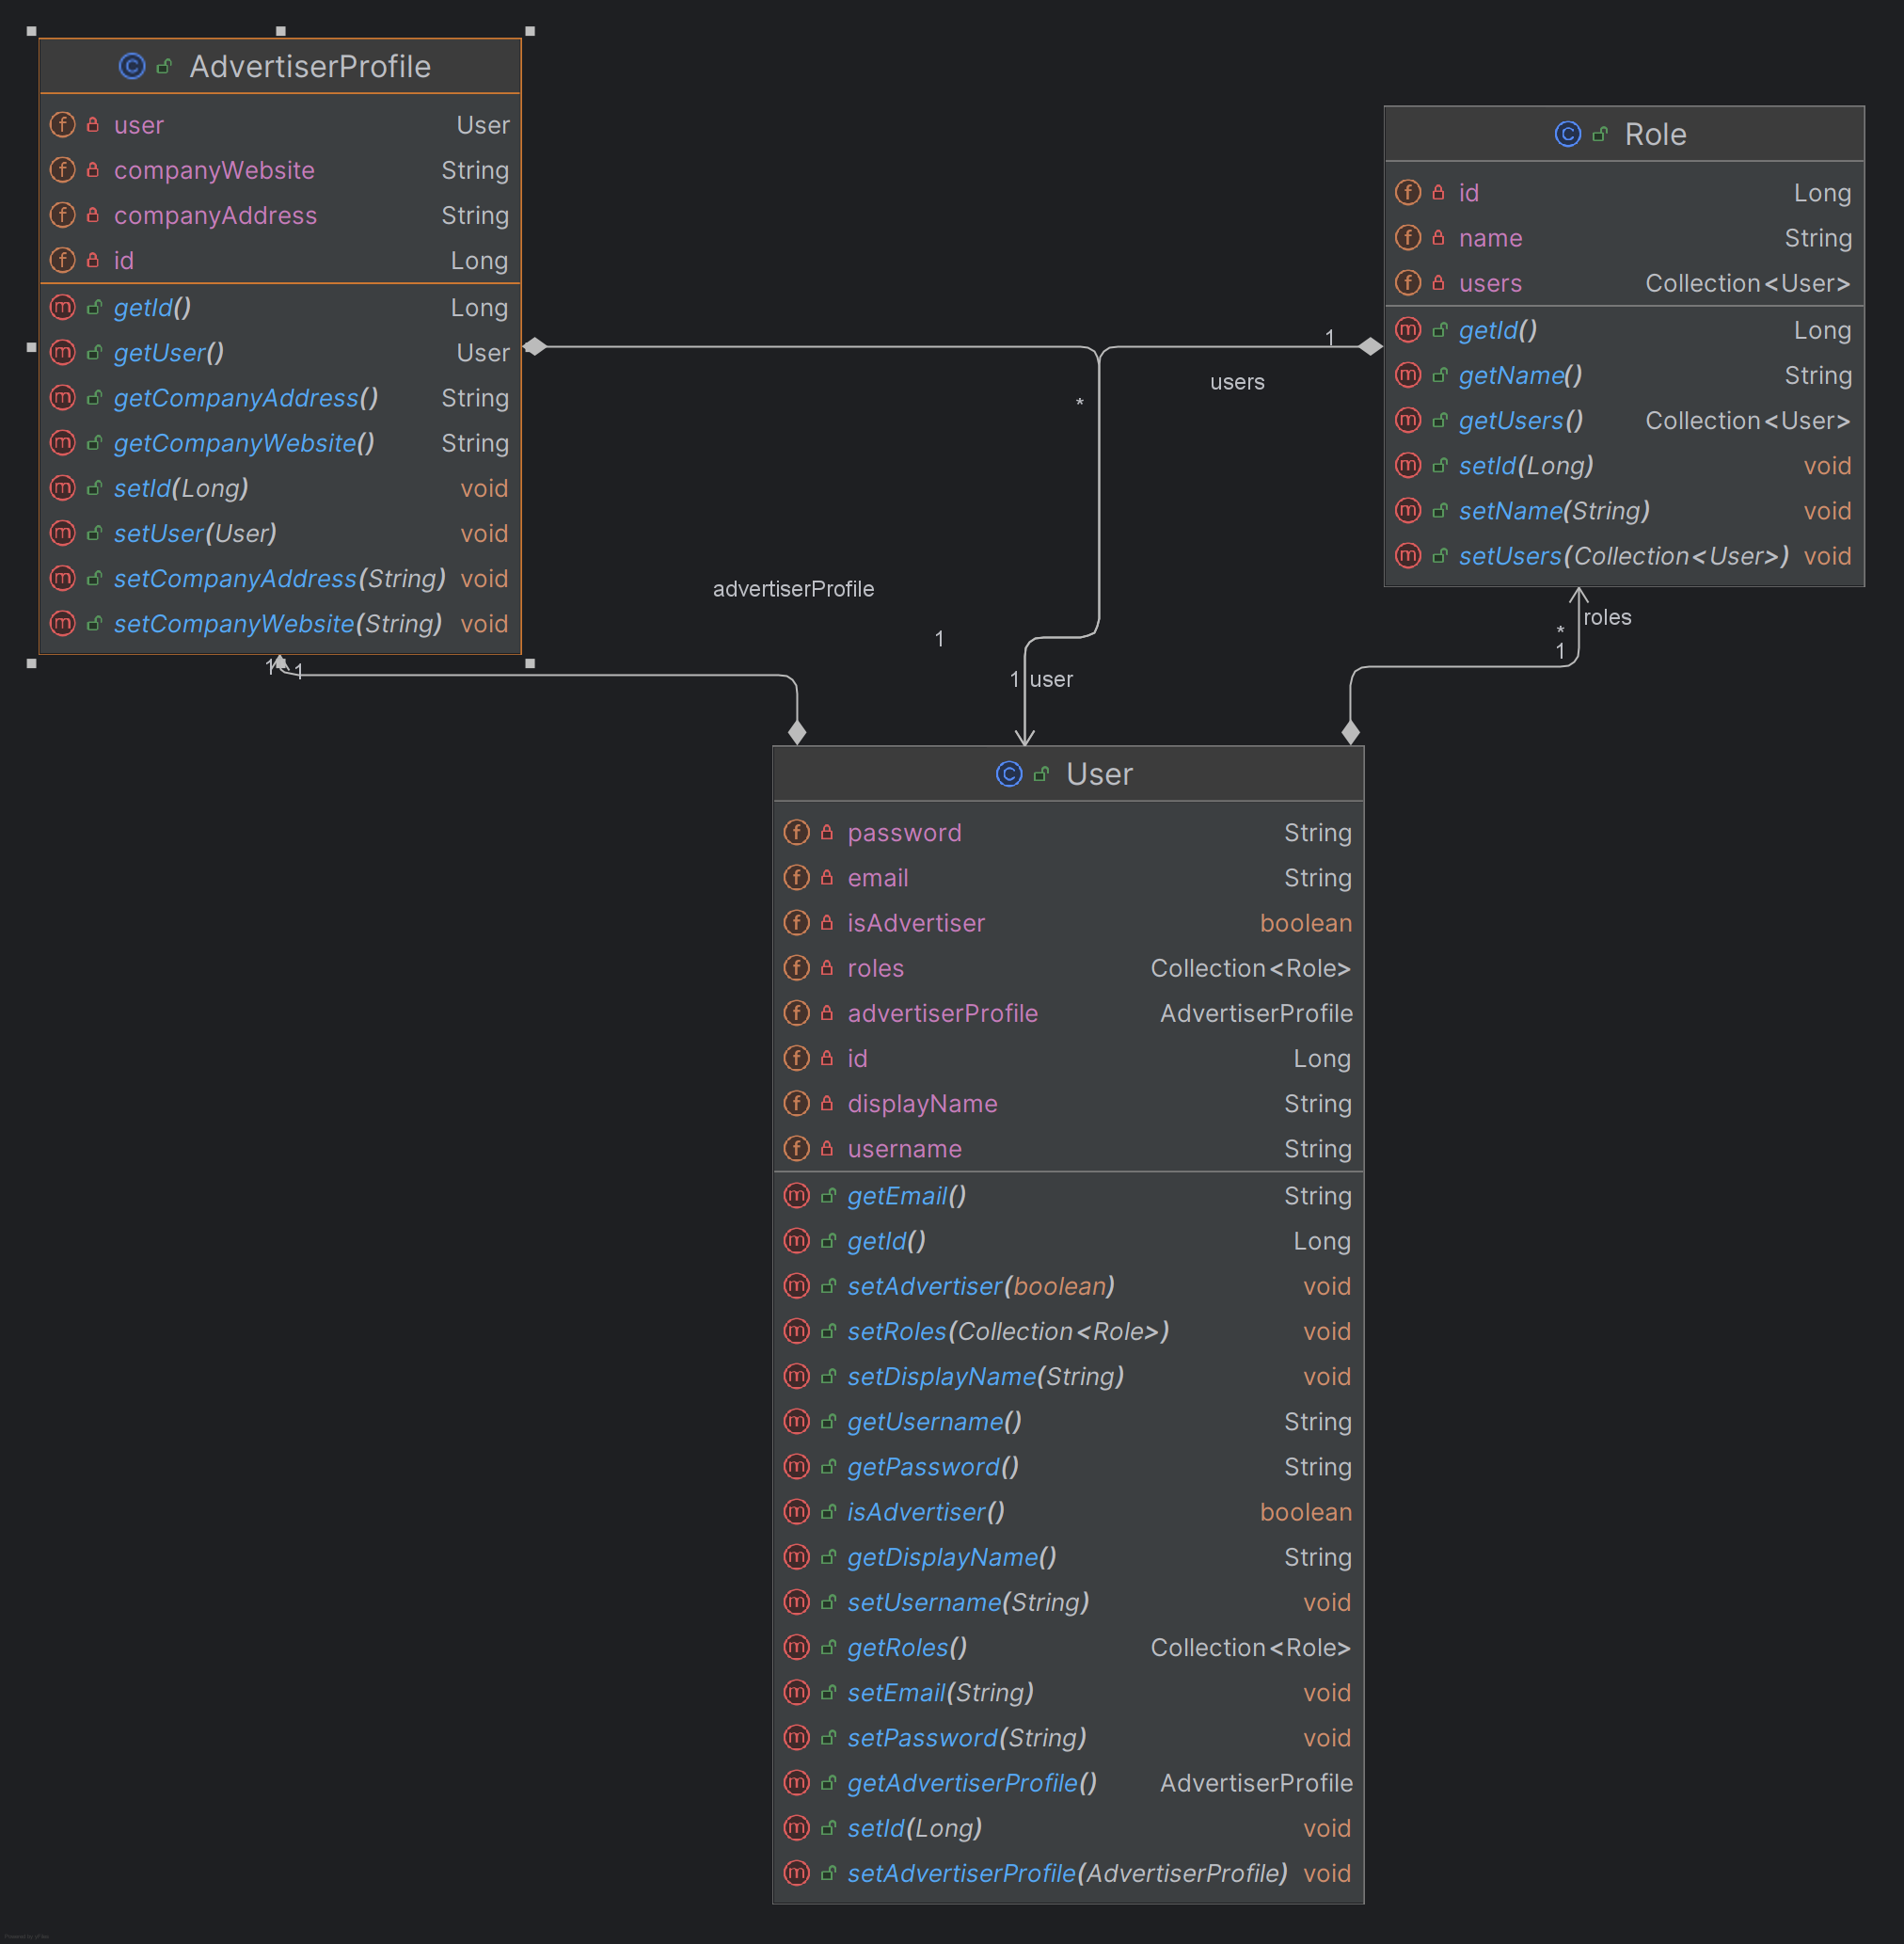 AdvertiserProfile
user User
companyWebsite String
companyAddress String
id Long
getId() Long
getUser() User
getCompanyAddress() String
getCompanyWebsite() String
setId(Long) void
setUser(User) void
setCompanyAddress(String) void
setCompanyWebsite(String) void
Role
id Long
name String
users Collection<User>
getId() Long
getName() String
getUsers() Collection<User>
setId(Long) void
setName(String) void
setUsers(Collection<User>) void
1
users
*
advertiserProfile
1
1
1
1 user
roles
*
1
User
password String
email String
isAdvertiser boolean
roles Collection<Role>
advertiserProfile AdvertiserProfile
id Long
displayName String
username String
getEmail() String
getId() Long
setAdvertiser(boolean) void
setRoles(Collection<Role>) void
setDisplayName(String) void
getUsername() String
getPassword() String
isAdvertiser() boolean
getDisplayName() String
setUsername(String) void
getRoles() Collection<Role>
setEmail(String) void
setPassword(String) void
getAdvertiserProfile() AdvertiserProfile
setId(Long) void
setAdvertiserProfile(AdvertiserProfile) void
Powered by yFiles